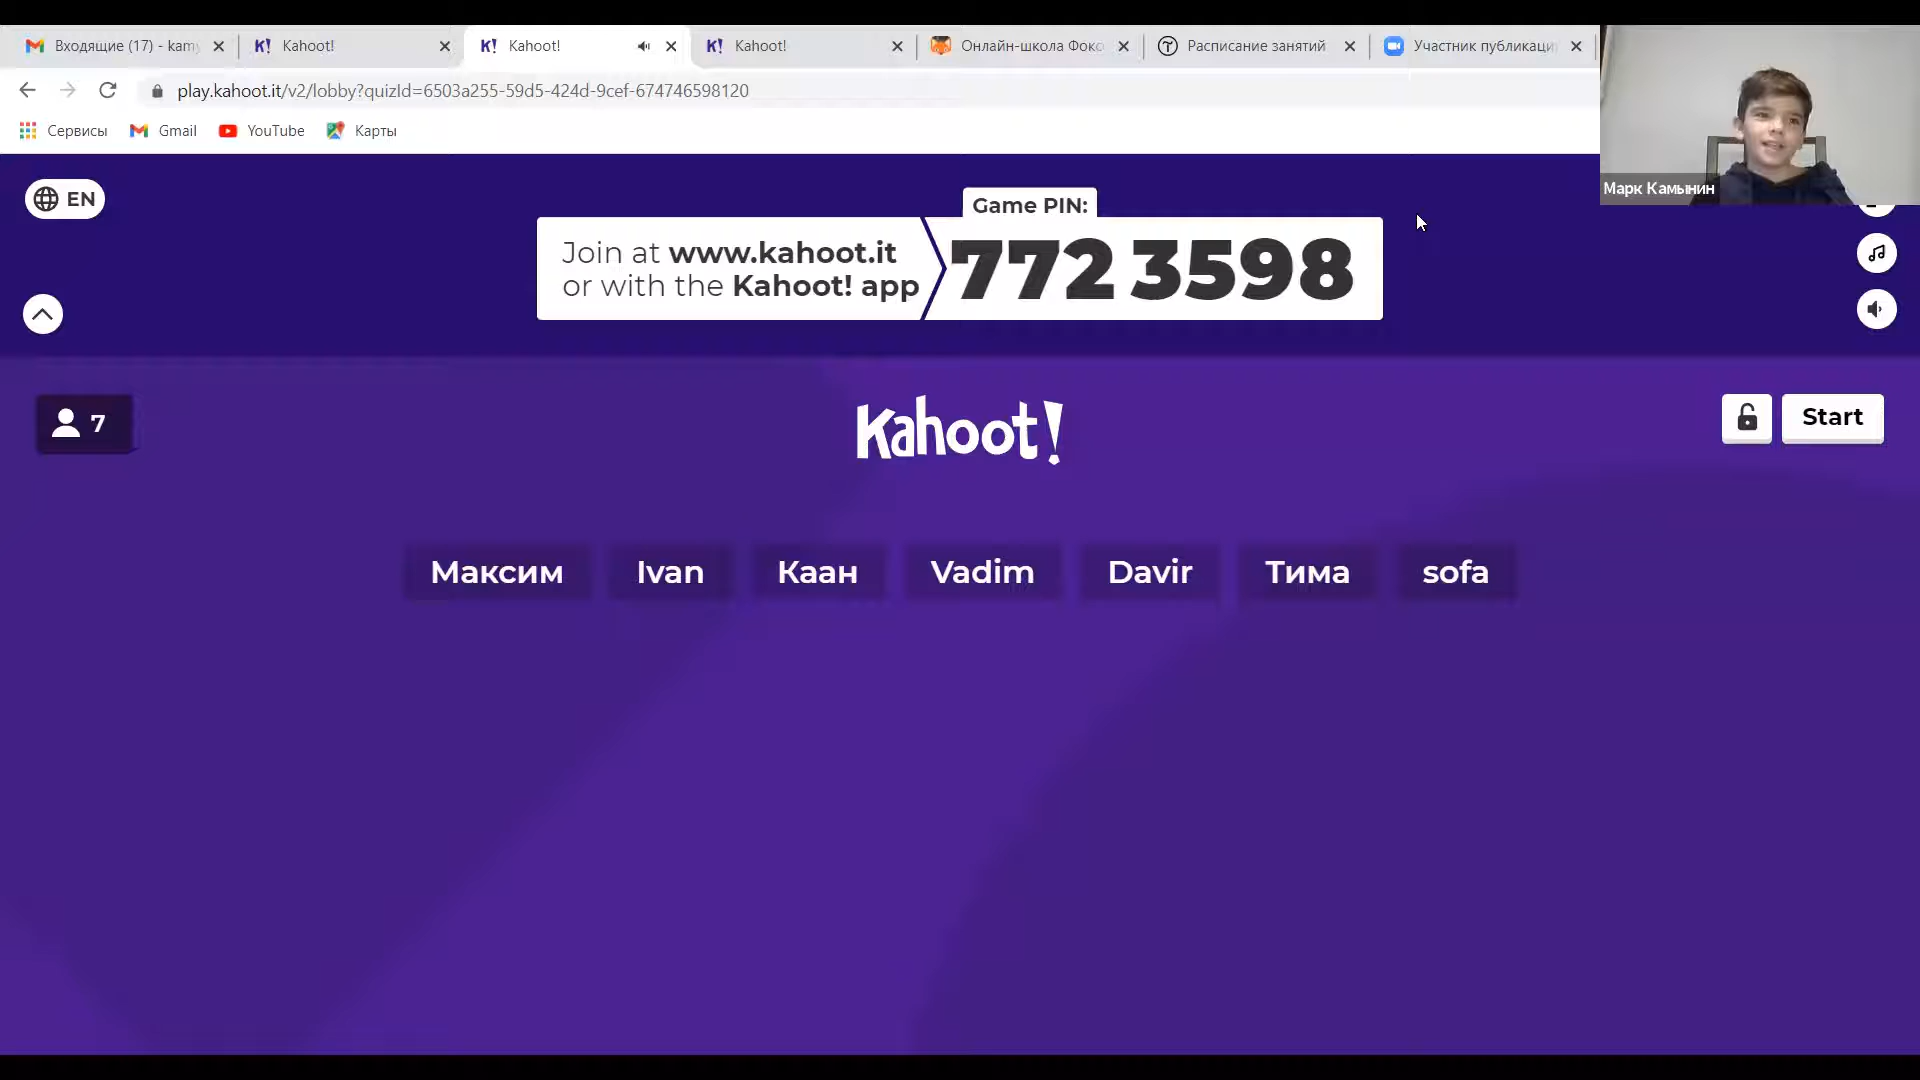 Входящие (17) - kamy
Kahoot!
Kahoot!
Kahoot!
Онлайн-школа Фоко
Расписание занятий
Участник публикаци
play.kahoot.it/v2/lobby?quizId=6503a255-59d5-424d-9cef-674746598120
Сервисы
Gmail
YouTube
Карты
Марк Камынин
EN
Game PIN:
Join at www.kahoot.it
or with the Kahoot! app
772 3598
7
Kahoot!
Start
Максим
Ivan
Каан
Vadim
Davir
Тима
sofa